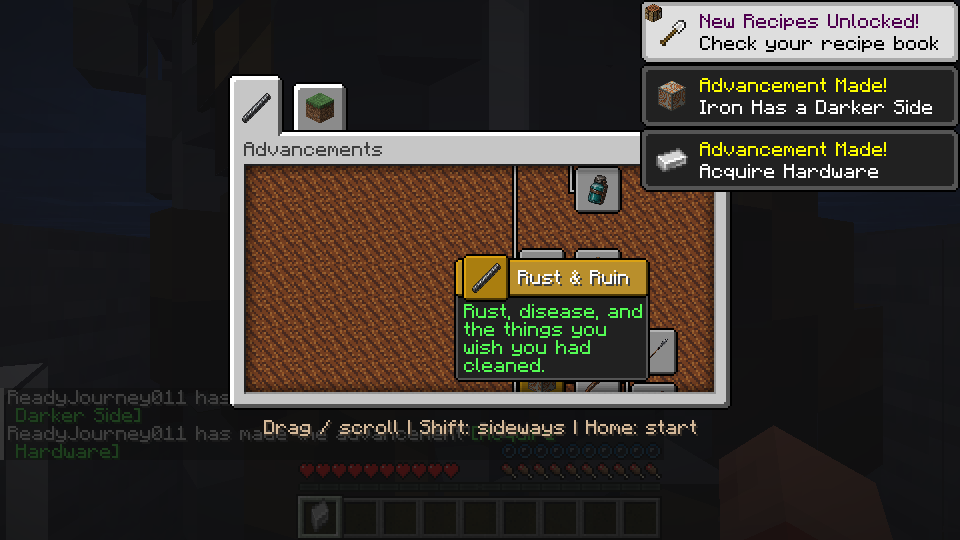 New Recipes Unlocked!
Check your recipe book
Advancement Made!
Iron Has a Darker Side
Advancement Made!
Acquire Hardware
Advancements
Rust & Ruin
Rust, disease, and
the things you
wish you had
cleaned.
ReadyJourney011 has
Darker Side]
ReadyJourney011 has made the advancement [Acquire
Hardware]
Drag / scroll | Shift: sideways | Home: start